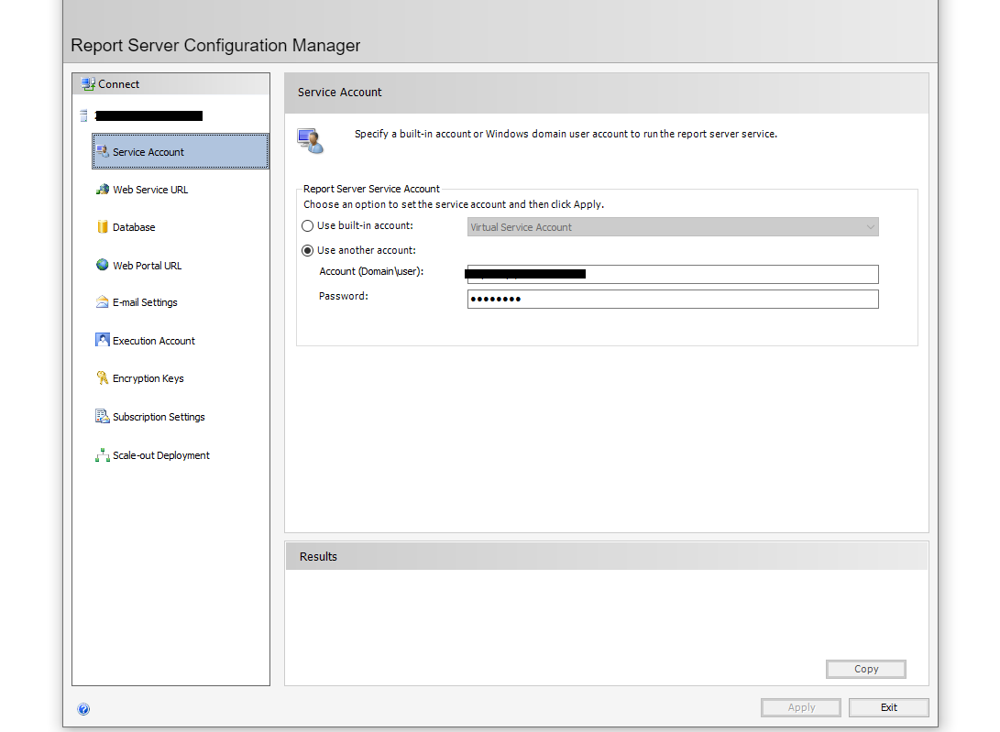 Report Server Configuration Manager
Connect
Service Account
Web Service URL
Database
Web Portal URL
E-mail Settings
Execution Account
Encryption Keys
Subscription Settings
Scale-out Deployment
Service Account
Specify a built-in account or Windows domain user account to run the report server service.
Report Server Service Account
Choose an option to set the service account and then click Apply.
Use built-in account:
Virtual Service Account
Use another account:
Account (Domain\user):
Password:
••••••••
Results
Copy
Apply
Exit